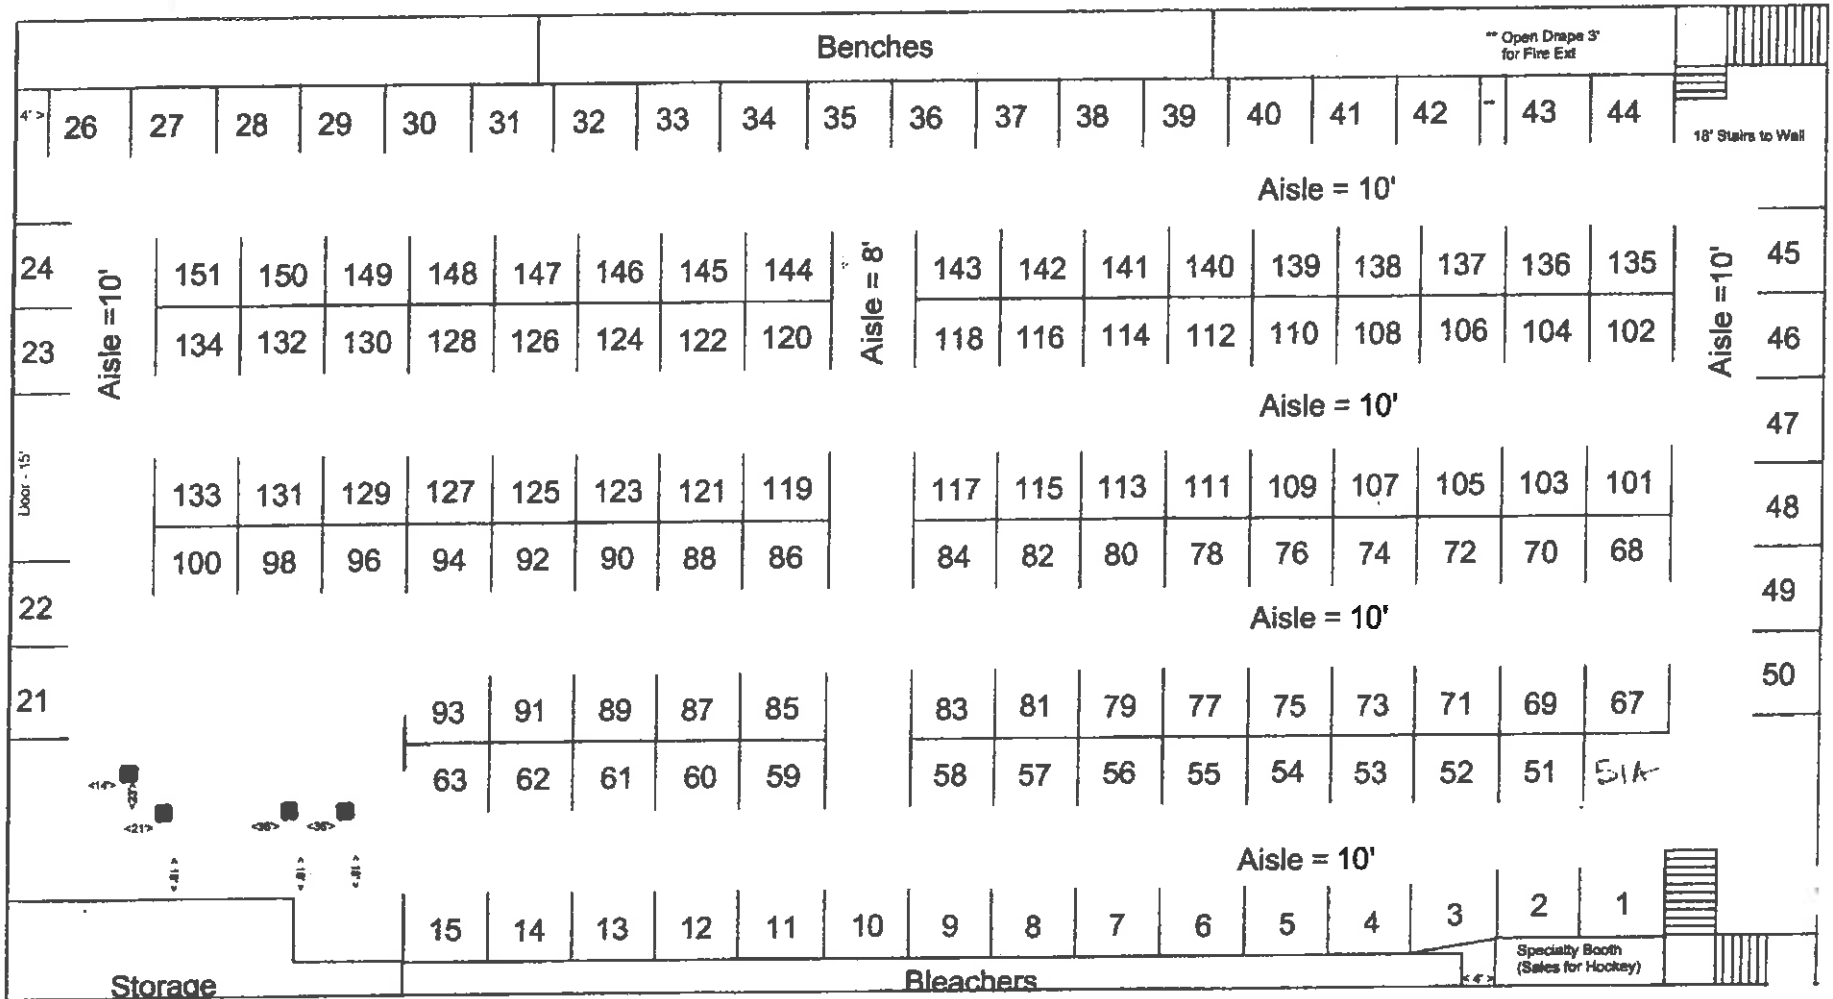 Benches
** Open Drape 3'
for Fire Ext
4' > 26 27 28 29 30 31 32 33 34 35 36 37 38 39 40 41 42 ** 43 44
18' Stairs to Wall
Aisle = 10'
24 151 150 149 148 147 146 145 144 143 142 141 140 139 138 137 136 135 45
Aisle =10'
Aisle = 8'
Aisle =10'
23 134 132 130 128 126 124 122 120 118 116 114 112 110 108 106 104 102 46
Aisle = 10'
47
Door - 15'
133 131 129 127 125 123 121 119 117 115 113 111 109 107 105 103 101 48
100 98 96 94 92 90 88 86 84 82 80 78 76 74 72 70 68
22 49
Aisle = 10'
21 93 91 89 87 85 83 81 79 77 75 73 71 69 67 50
63 62 61 60 59 58 57 56 55 54 53 52 51 51A
<21'> <36'> <36'>
Aisle = 10'
<18'> <18'> <18'>
15 14 13 12 11 10 9 8 7 6 5 4 3 2 1
Specialty Booth
(Sales for Hockey)
Storage
Bleachers
< 4' >